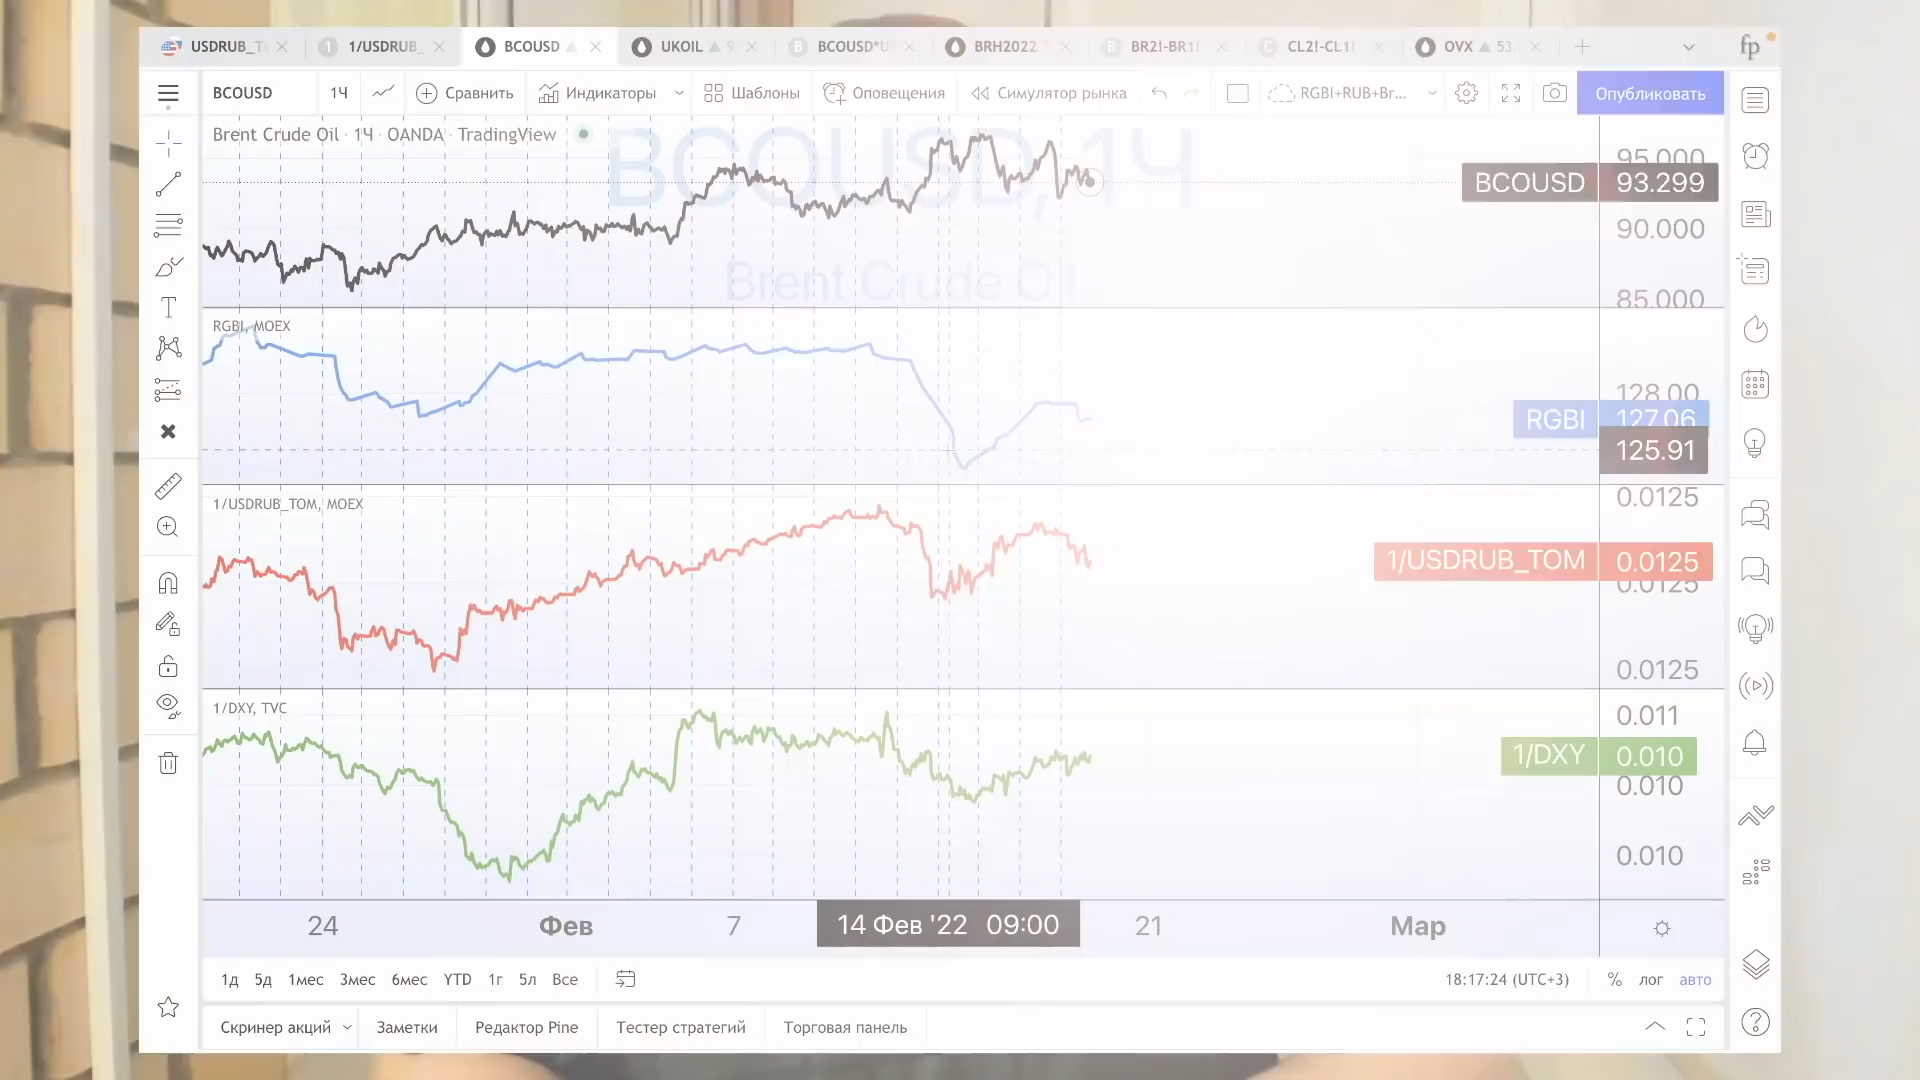 USDRUB_T
1/USDRUB_
BCOUSD
UKOIL
BCOUSD*U
BRH2022
BR2!-BR1!
CL2!-CL1!
OVX 53.
fp
BCOUSD
1Ч
Сравнить
Индикаторы
Шаблоны
Оповещения
Симулятор рынка
RGBI+RUB+Br...
Опубликовать
Brent Crude Oil · 1Ч · OANDA · TradingView
BCOUSD, 1Ч
Brent Crude Oil
95.000
BCOUSD 93.299
90.000
85.000
RGBI, MOEX
128.00
RGBI 127.06
125.91
1/USDRUB_TOM, MOEX
0.0125
1/USDRUB_TOM 0.0125
0.0125
0.0125
1/DXY, TVC
0.011
1/DXY 0.010
0.010
0.010
24 Фев 7 14 Фев '22 09:00 21 Мар
1д 5д 1мес 3мес 6мес YTD 1г 5л Все
18:17:24 (UTC+3) % лог авто
Скринер акций Заметки Редактор Pine Тестер стратегий Торговая панель